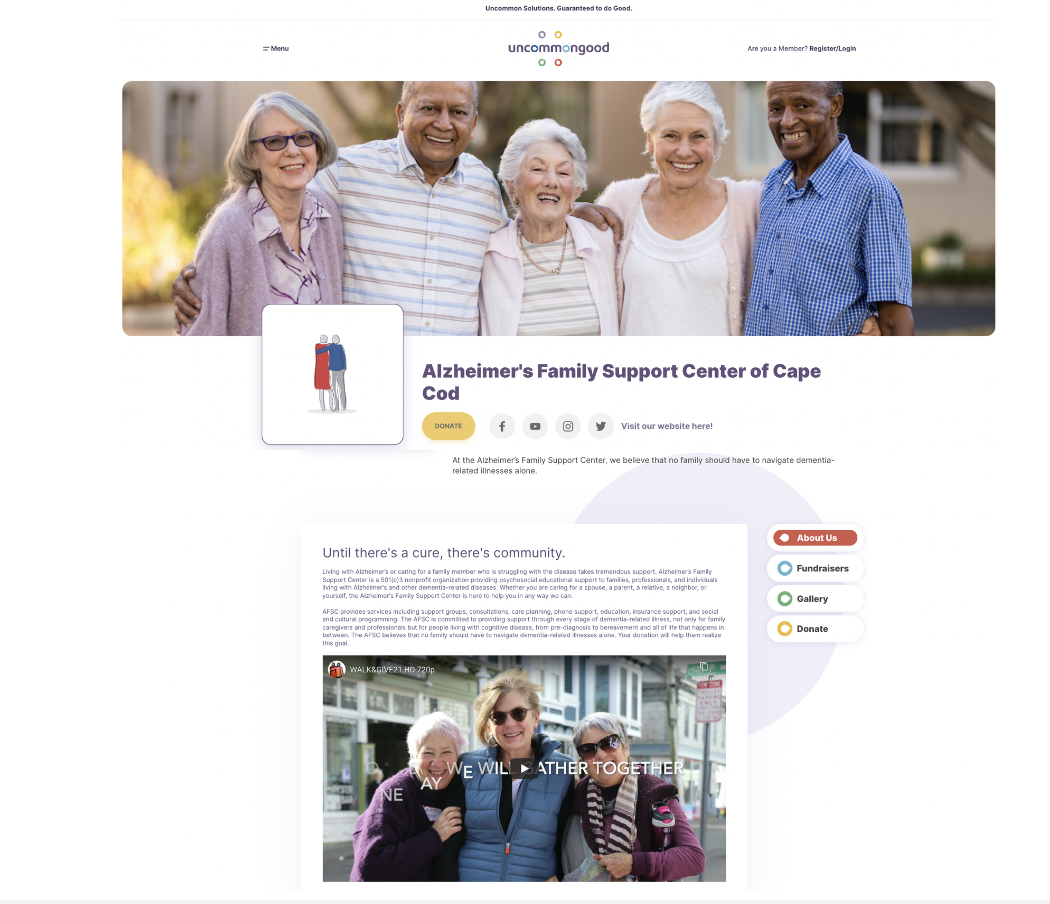 Uncommon Solutions. Guaranteed to do Good.
Menu
uncommongood
Are you a Member? Register/Login
Alzheimer's Family Support Center of Cape
Cod
DONATE
Visit our website here!
At the Alzheimer's Family Support Center, we believe that no family should have to navigate dementia-
related illnesses alone.
About Us
Fundraisers
Gallery
Donate
Until there's a cure, there's community.
Living with Alzheimer's or caring for a family member who is struggling with the disease takes tremendous support. Alzheimer's Family
Support Center is a 501(c)3 nonprofit organization providing psychosocial educational support to families, professionals, and individuals
living with Alzheimer's and other dementia-related diseases. Whether you are caring for a spouse, a parent, a relative, a neighbor, or
yourself, the Alzheimer's Family Support Center is here to help you in any way we can.
AFSC provides services including support groups, consultations, care planning, phone support, education, insurance support, and social
and cultural programming. The AFSC is committed to providing support through every stage of dementia-related illness, not only for family
caregivers and professionals but for people living with cognitive disease, from pre-diagnosis to bereavement and all of life that happens in
between. The AFSC believes that no family should have to navigate dementia-related illnesses alone. Your donation will help them realize
this goal.
WALK&GIVE21.HD 720p
WE WILL GATHER TOGETHER